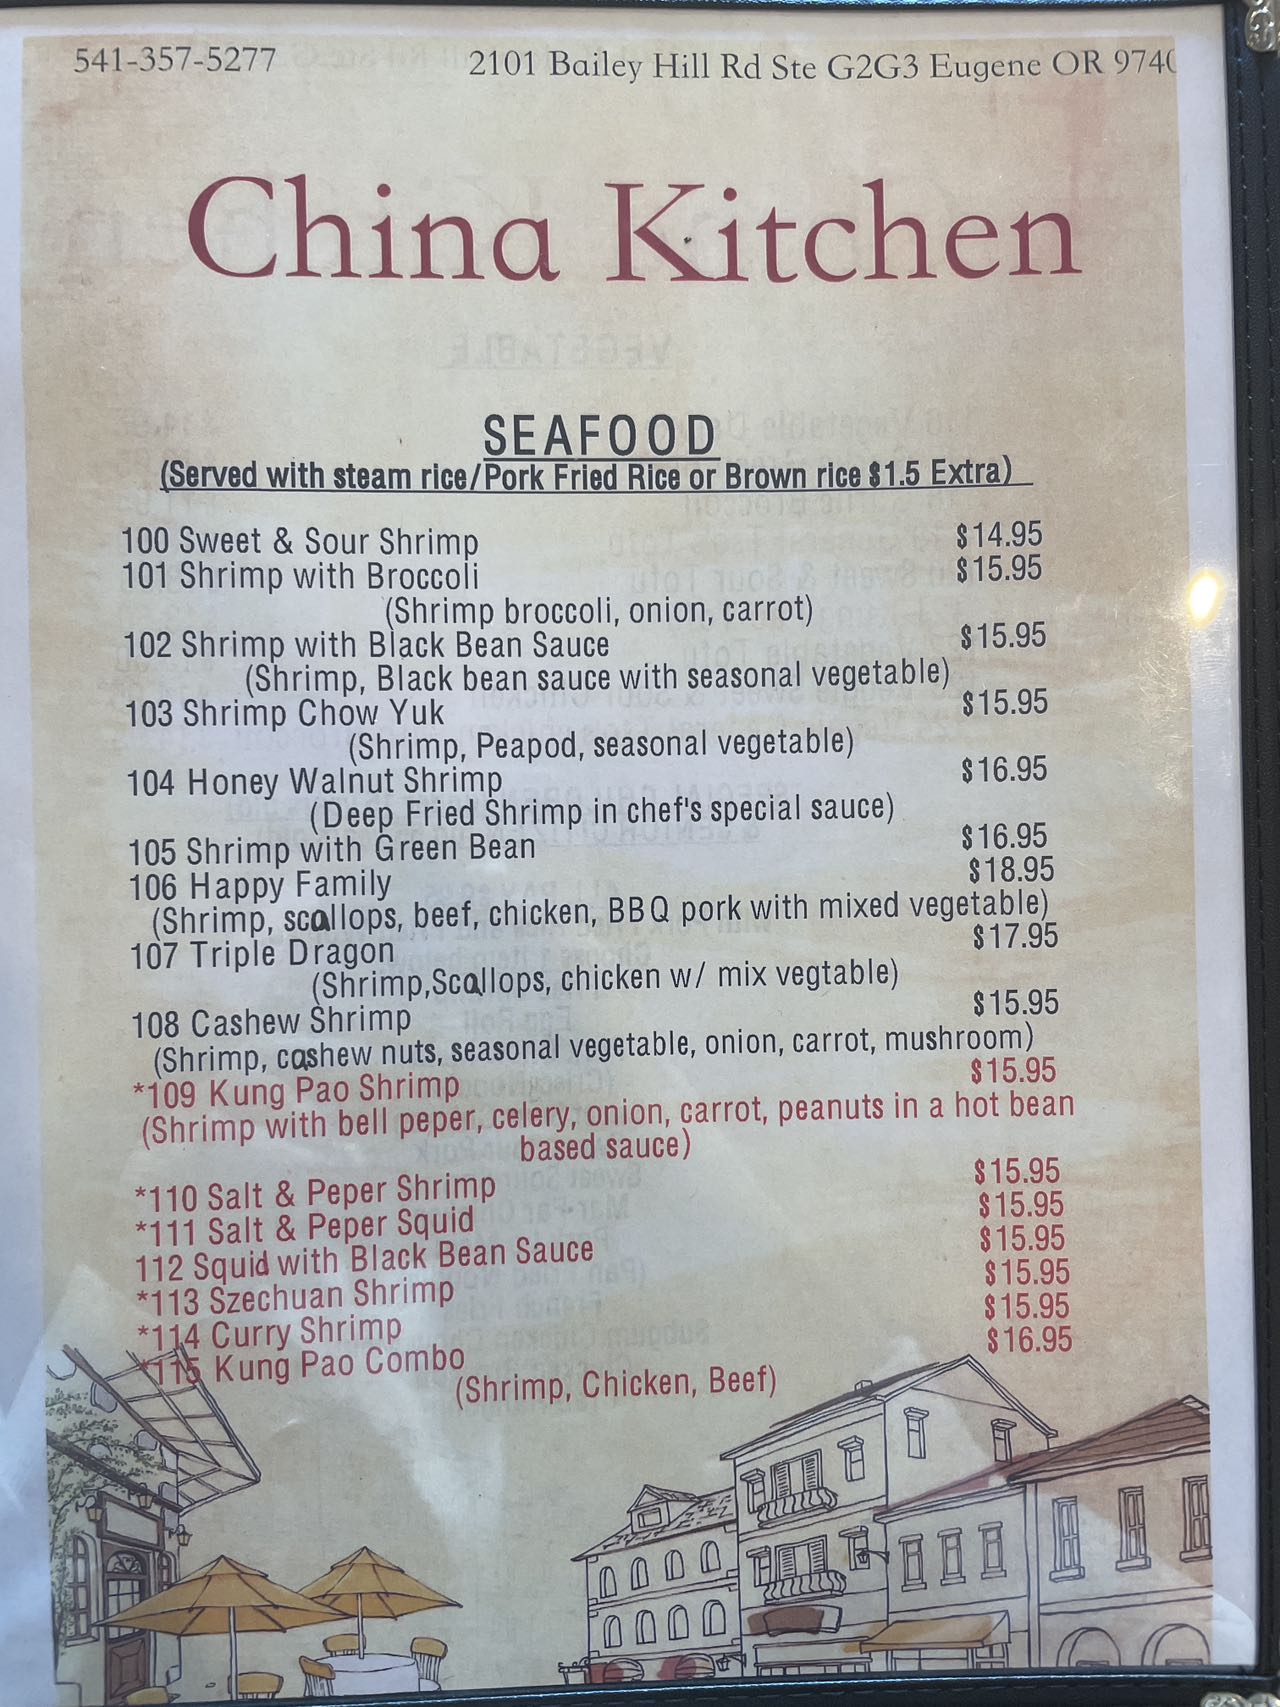 541-357-5277 2101 Bailey Hill Rd Ste G2G3 Eugene OR 9740
China Kitchen
SEAFOOD
(Served with steam rice/Pork Fried Rice or Brown rice $1.5 Extra)
100 Sweet & Sour Shrimp $14.95
101 Shrimp with Broccoli $15.95
(Shrimp broccoli, onion, carrot)
102 Shrimp with Black Bean Sauce $15.95
(Shrimp, Black bean sauce with seasonal vegetable)
103 Shrimp Chow Yuk $15.95
(Shrimp, Peapod, seasonal vegetable)
104 Honey Walnut Shrimp $16.95
(Deep Fried Shrimp in chef's special sauce)
105 Shrimp with Green Bean $16.95
106 Happy Family $18.95
(Shrimp, scallops, beef, chicken, BBQ pork with mixed vegetable)
107 Triple Dragon $17.95
(Shrimp,Scallops, chicken w/ mix vegtable)
108 Cashew Shrimp $15.95
(Shrimp, cashew nuts, seasonal vegetable, onion, carrot, mushroom)
*109 Kung Pao Shrimp $15.95
(Shrimp with bell peper, celery, onion, carrot, peanuts in a hot bean
based sauce)
*110 Salt & Peper Shrimp $15.95
*111 Salt & Peper Squid $15.95
112 Squid with Black Bean Sauce $15.95
*113 Szechuan Shrimp $15.95
*114 Curry Shrimp $15.95
*115 Kung Pao Combo $16.95
(Shrimp, Chicken, Beef)